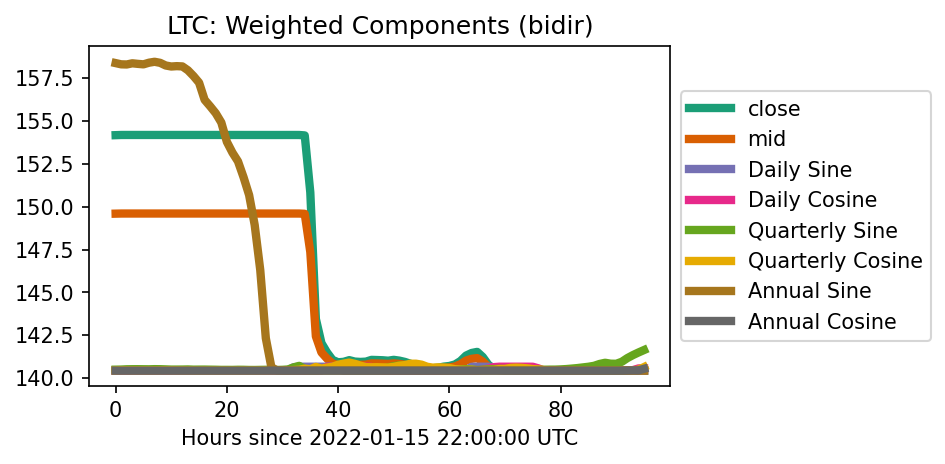 LTC: Weighted Components (bidir)
157.5
155.0
152.5
150.0
147.5
145.0
142.5
140.0
0 20 40 60 80
Hours since 2022-01-15 22:00:00 UTC
close
mid
Daily Sine
Daily Cosine
Quarterly Sine
Quarterly Cosine
Annual Sine
Annual Cosine